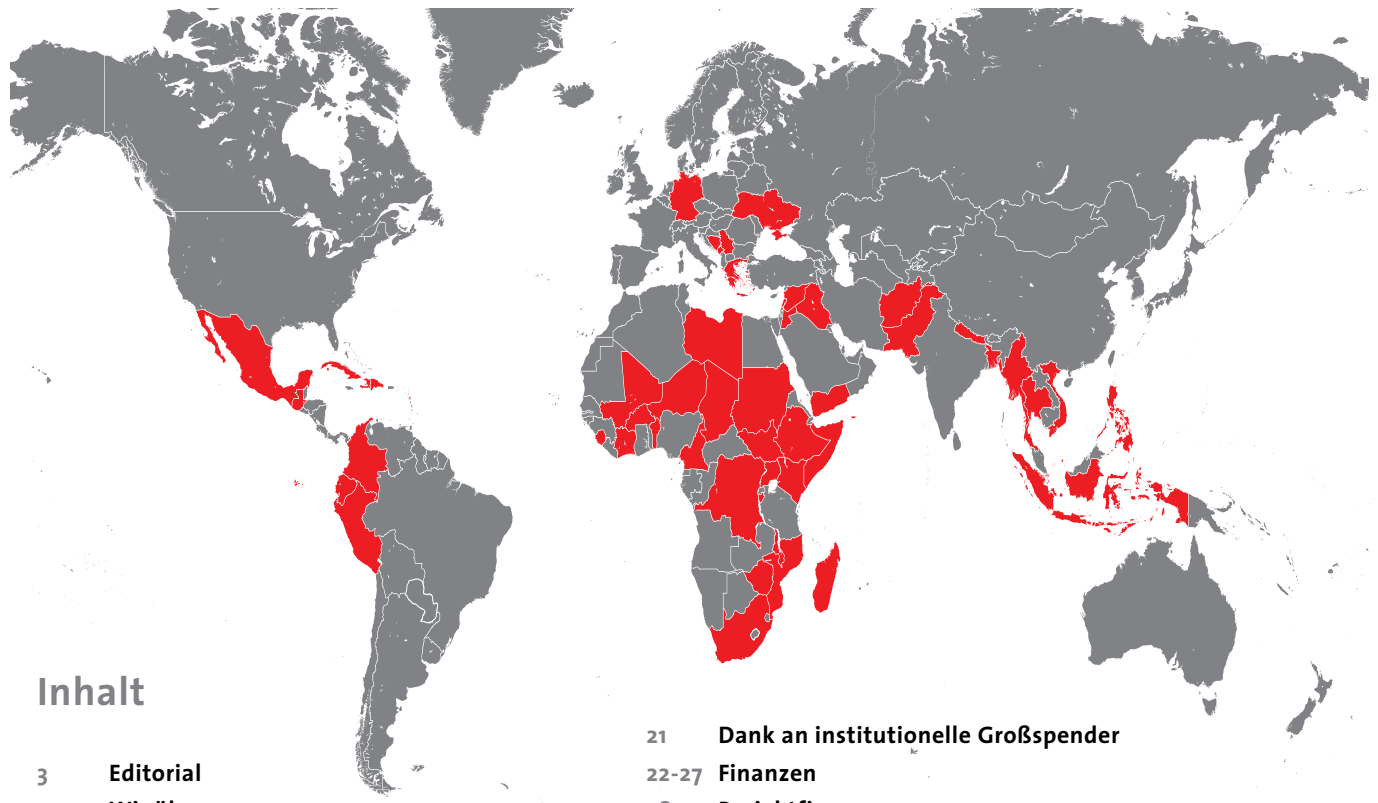 Inhalt
3 Editorial
21 Dank an institutionelle Großspender
22-27 Finanzen